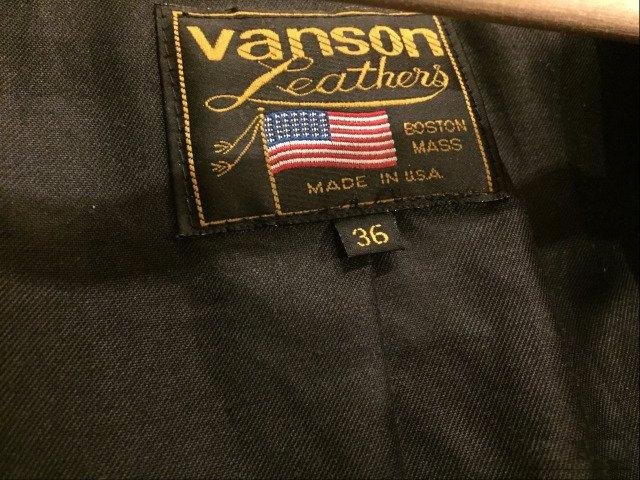 vanson
Leathers
BOSTON
MASS
MADE IN U.S.A.
36